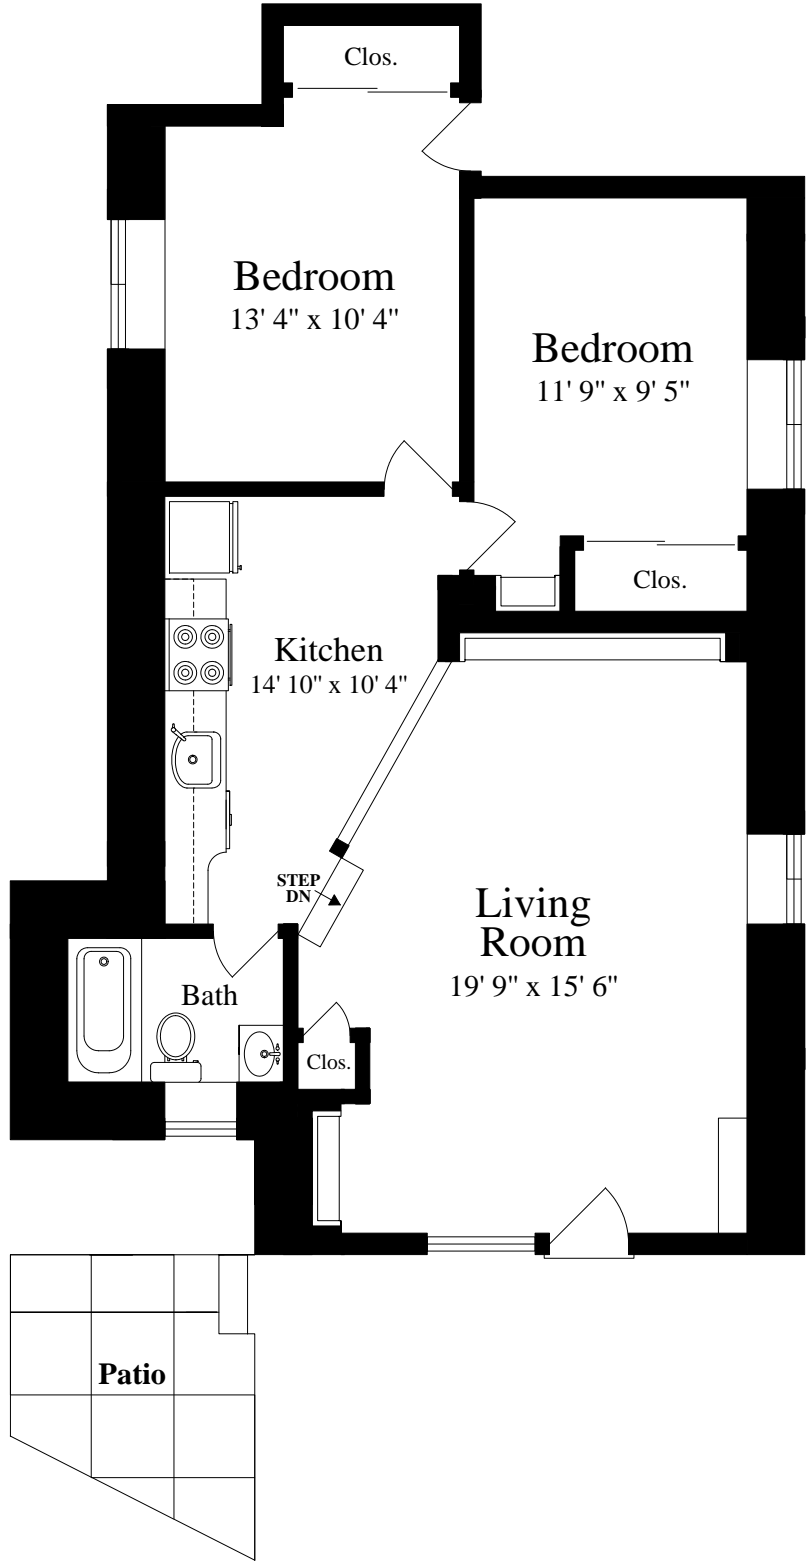 Clos.
Bedroom
13' 4" x 10' 4"
Bedroom
11' 9" x 9' 5"
Clos.
Kitchen
14' 10" x 10' 4"
STEP
DN
Living
Room
19' 9" x 15' 6"
Bath
Clos.
Patio